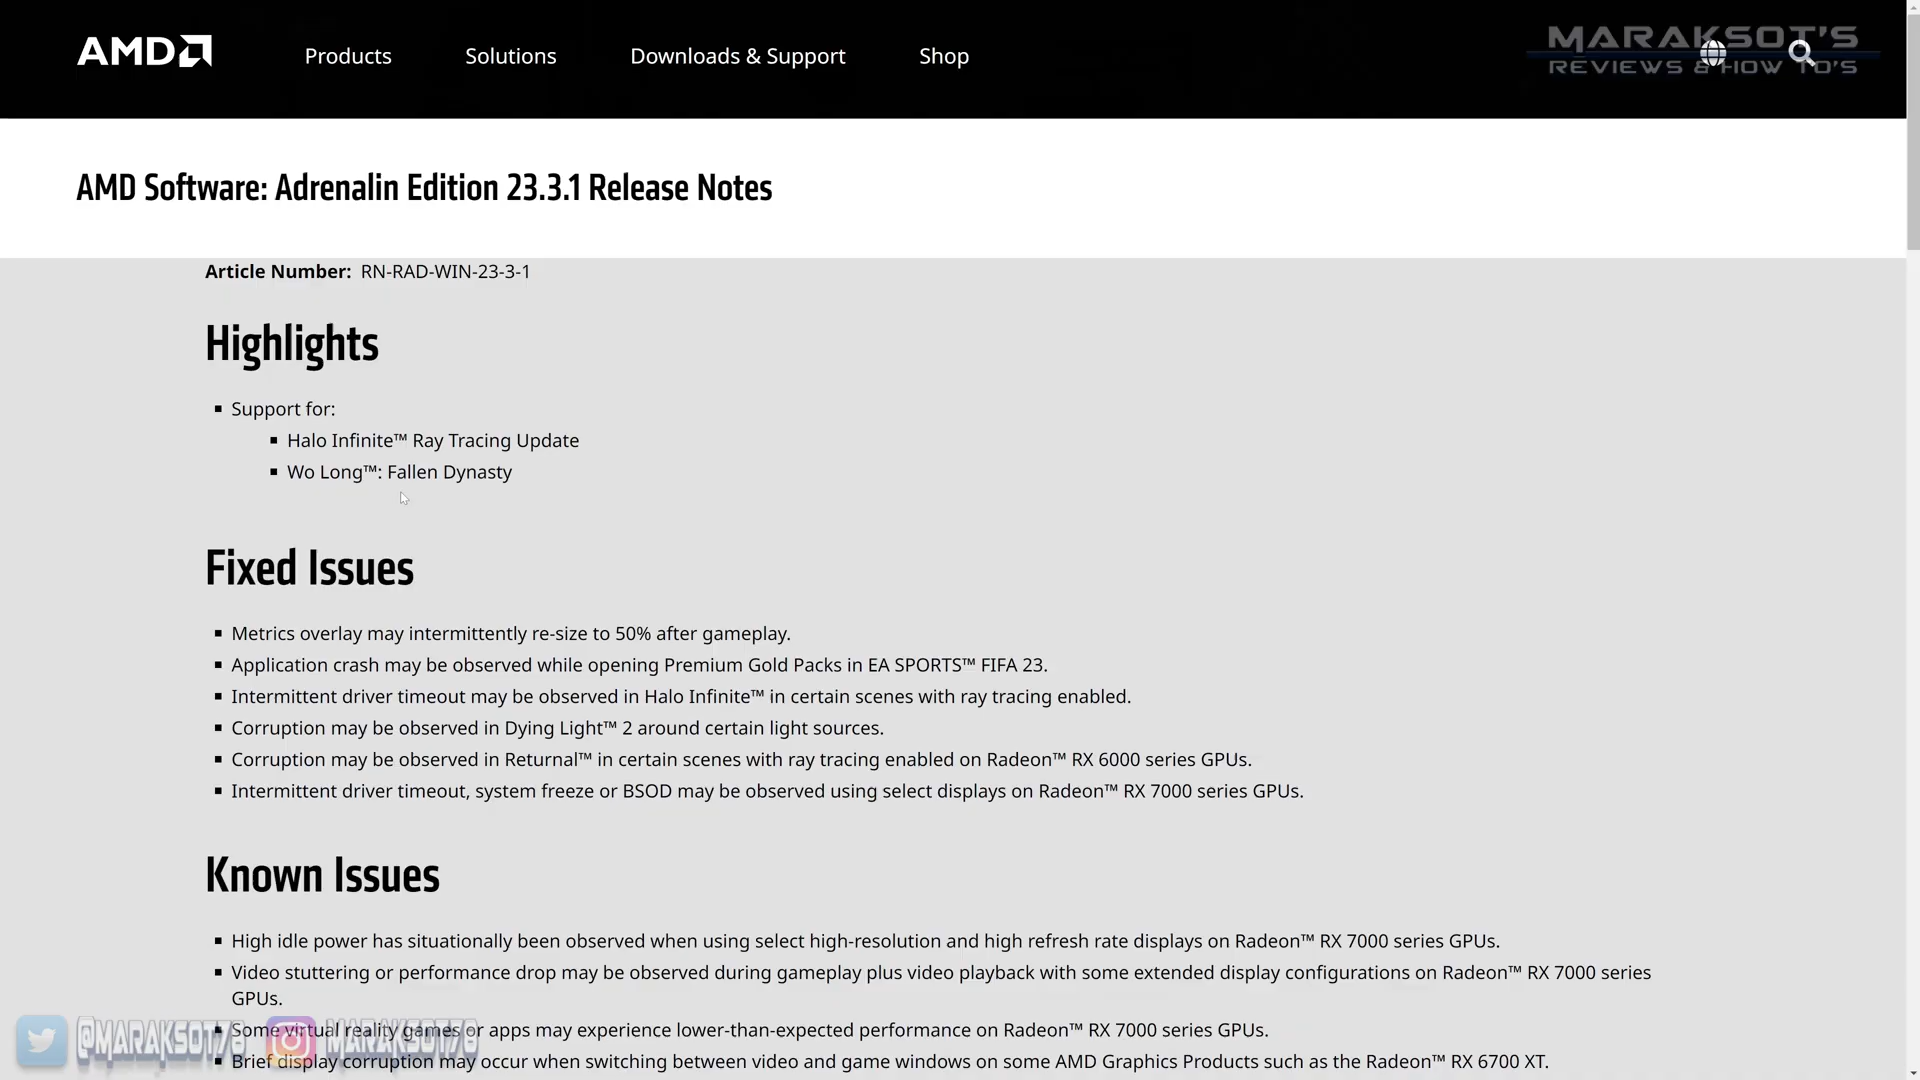 AMD
Products Solutions Downloads & Support Shop
MARAKSOT'S
REVIEWS & HOW TO'S
AMD Software: Adrenalin Edition 23.3.1 Release Notes
Article Number: RN-RAD-WIN-23-3-1
Highlights
Support for:
Halo Infinite™ Ray Tracing Update
Wo Long™: Fallen Dynasty
Fixed Issues
Metrics overlay may intermittently re-size to 50% after gameplay.
Application crash may be observed while opening Premium Gold Packs in EA SPORTS™ FIFA 23.
Intermittent driver timeout may be observed in Halo Infinite™ in certain scenes with ray tracing enabled.
Corruption may be observed in Dying Light™ 2 around certain light sources.
Corruption may be observed in Returnal™ in certain scenes with ray tracing enabled on Radeon™ RX 6000 series GPUs.
Intermittent driver timeout, system freeze or BSOD may be observed using select displays on Radeon™ RX 7000 series GPUs.
Known Issues
High idle power has situationally been observed when using select high-resolution and high refresh rate displays on Radeon™ RX 7000 series GPUs.
Video stuttering or performance drop may be observed during gameplay plus video playback with some extended display configurations on Radeon™ RX 7000 series
GPUs.
Some virtual reality games or apps may experience lower-than-expected performance on Radeon™ RX 7000 series GPUs.
@MARAKSOT78 MARAKSOT78
Brief display corruption may occur when switching between video and game windows on some AMD Graphics Products such as the Radeon™ RX 6700 XT.